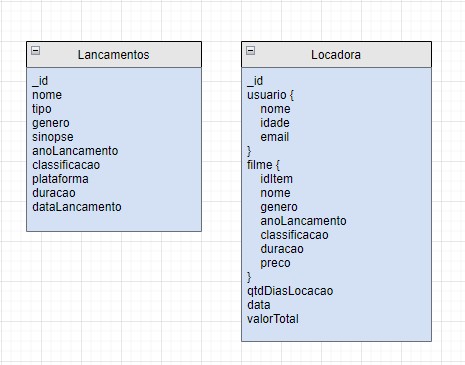 Lancamentos
_id
nome
tipo
genero
sinopse
anoLancamento
classificacao
plataforma
duracao
dataLancamento
Locadora
_id
usuario {
nome
idade
email
}
filme {
idItem
nome
genero
anoLancamento
classificacao
duracao
preco
}
qtdDiasLocacao
data
valorTotal